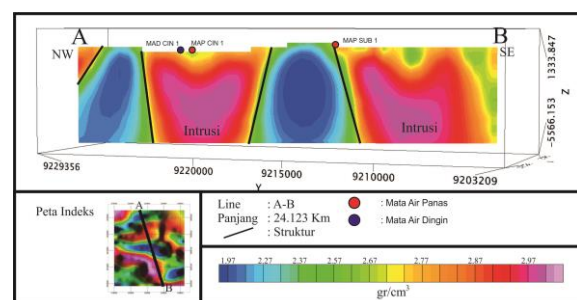 A
B
NW
SE
MAD CIN 1
MAP CIN 1
MAP SUB 1
Intrusi
Intrusi
1333.847
Z
-5566.153
9229356
9220000
9215000
9210000
9203209
Y
Peta Indeks
A
B
Line : A-B
Panjang : 24.123 Km
: Struktur
: Mata Air Panas
: Mata Air Dingin
1,97 2,27 2,37 2,57 2,67 2,77 2,87 2,97
gr/cm³